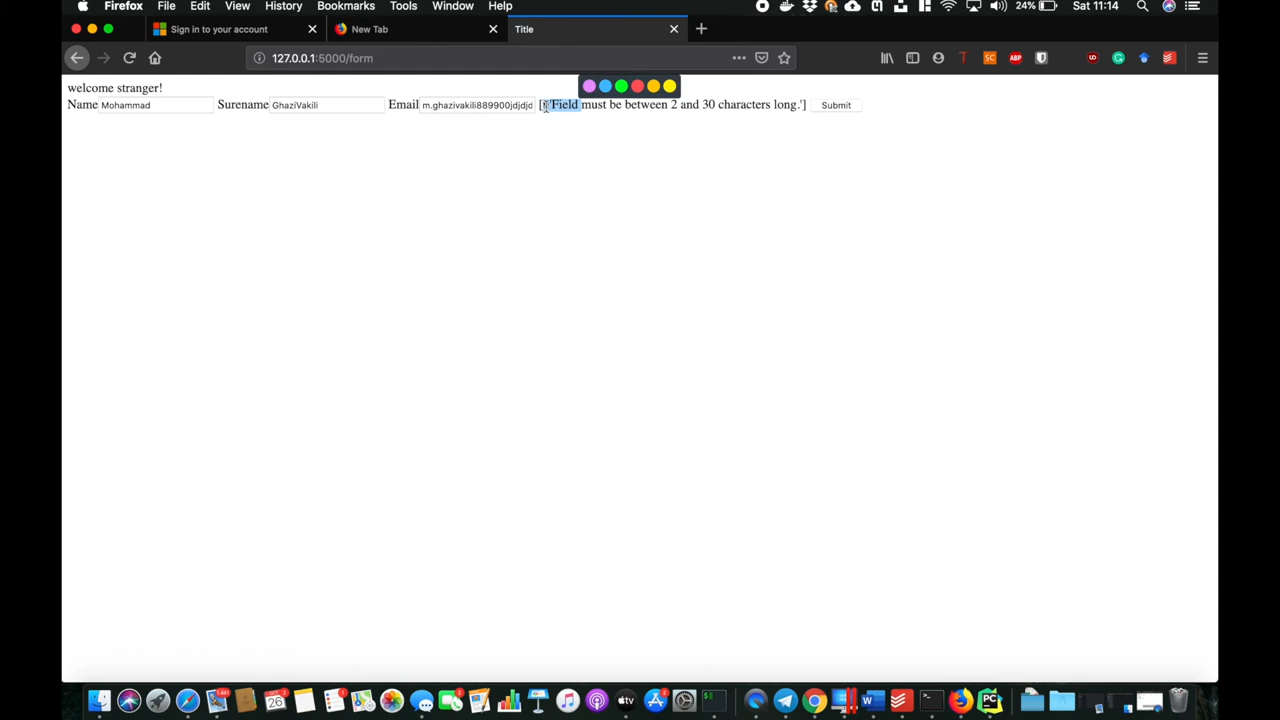 Firefox File Edit View History Bookmarks Tools Window Help 24% Sat 11:14
Sign in to your account New Tab Title
127.0.0.1:5000/form
welcome stranger!
Name Mohammad Surename GhaziVakili Email m.ghazivakili889900jdjdjd ['Field must be between 2 and 30 characters long.'] Submit